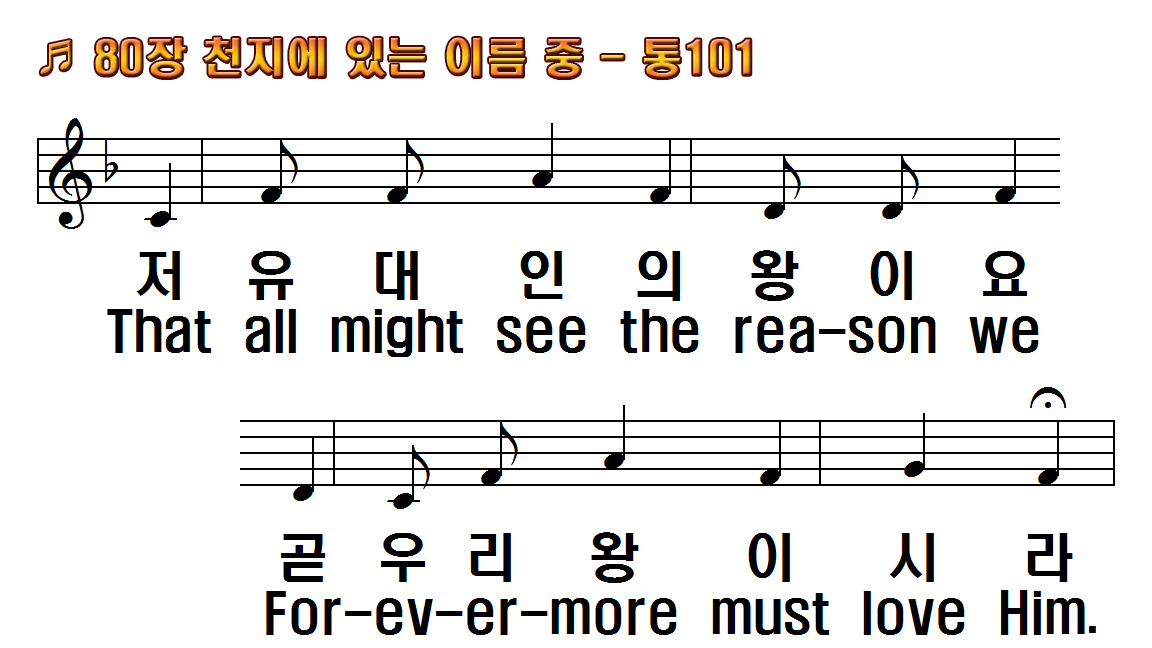 ♬ 80장 천지에 있는 이름 중 - 통101
저 유 대 인 의 왕 이 요
That all might see the rea-son we
곧 우 리 왕 이 시 라
For-ev-er-more must love Him.